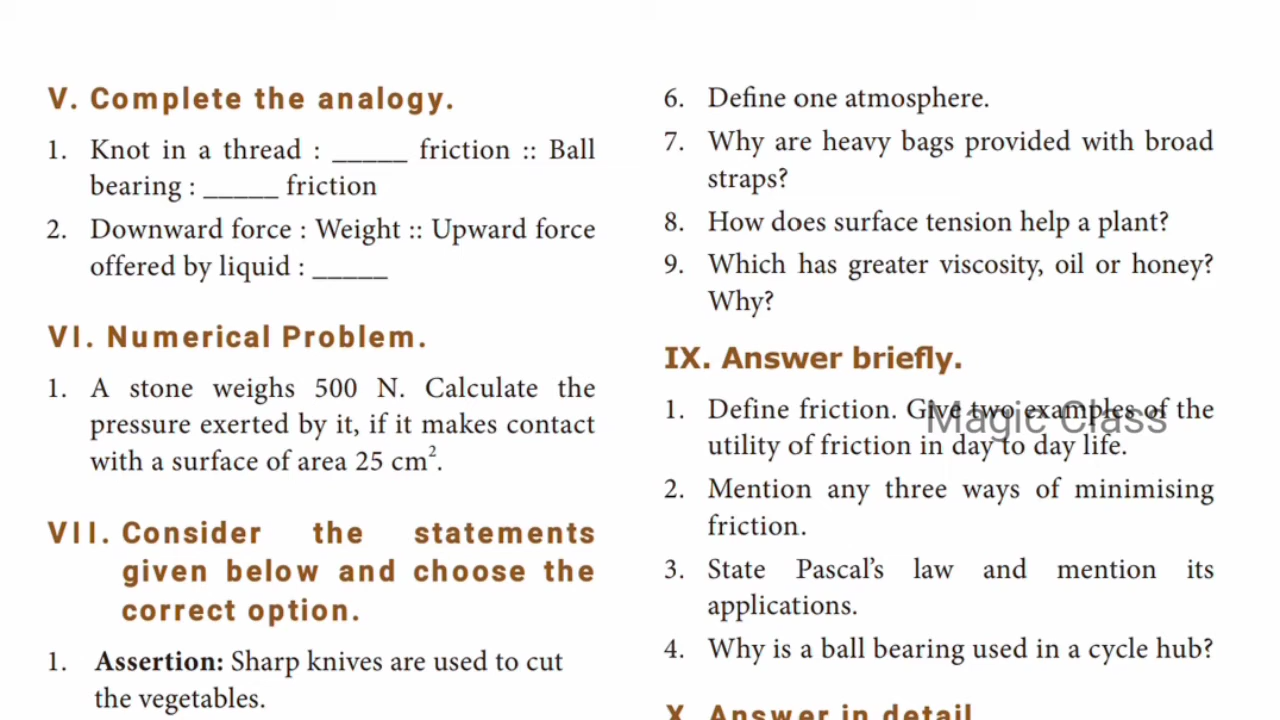 V. Complete the analogy.
1. Knot in a thread : _____ friction :: Ball
bearing : _____ friction
2. Downward force : Weight :: Upward force
offered by liquid : _____
VI. Numerical Problem.
1. A stone weighs 500 N. Calculate the
pressure exerted by it, if it makes contact
with a surface of area 25 cm².
VII. Consider the statements
given below and choose the
correct option.
1. Assertion: Sharp knives are used to cut
the vegetables.
6. Define one atmosphere.
7. Why are heavy bags provided with broad
straps?
8. How does surface tension help a plant?
9. Which has greater viscosity, oil or honey?
Why?
IX. Answer briefly.
1. Define friction. Give two examples of the
utility of friction in day to day life.
Magic Class
2. Mention any three ways of minimising
friction.
3. State Pascal's law and mention its
applications.
4. Why is a ball bearing used in a cycle hub?
X. Answer in detail